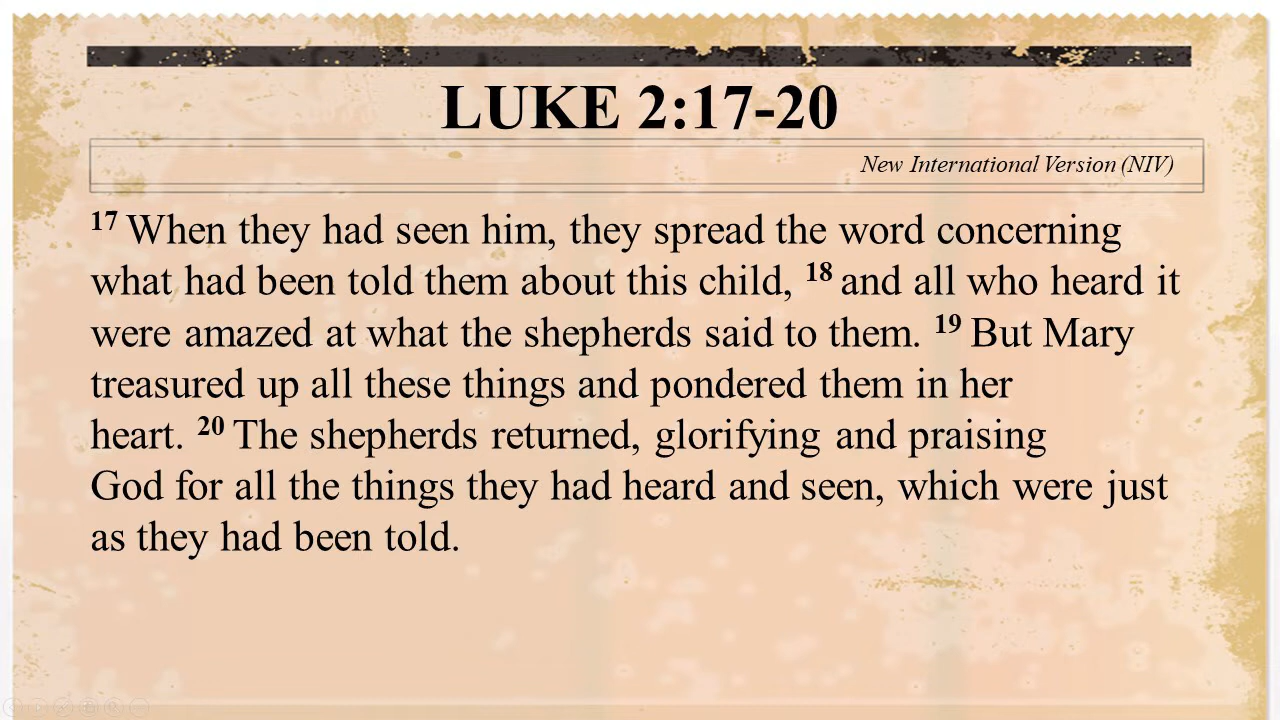 LUKE 2:17-20
New International Version (NIV)
17 When they had seen him, they spread the word concerning
what had been told them about this child, 18 and all who heard it
were amazed at what the shepherds said to them. 19 But Mary
treasured up all these things and pondered them in her
heart. 20 The shepherds returned, glorifying and praising
God for all the things they had heard and seen, which were just
as they had been told.